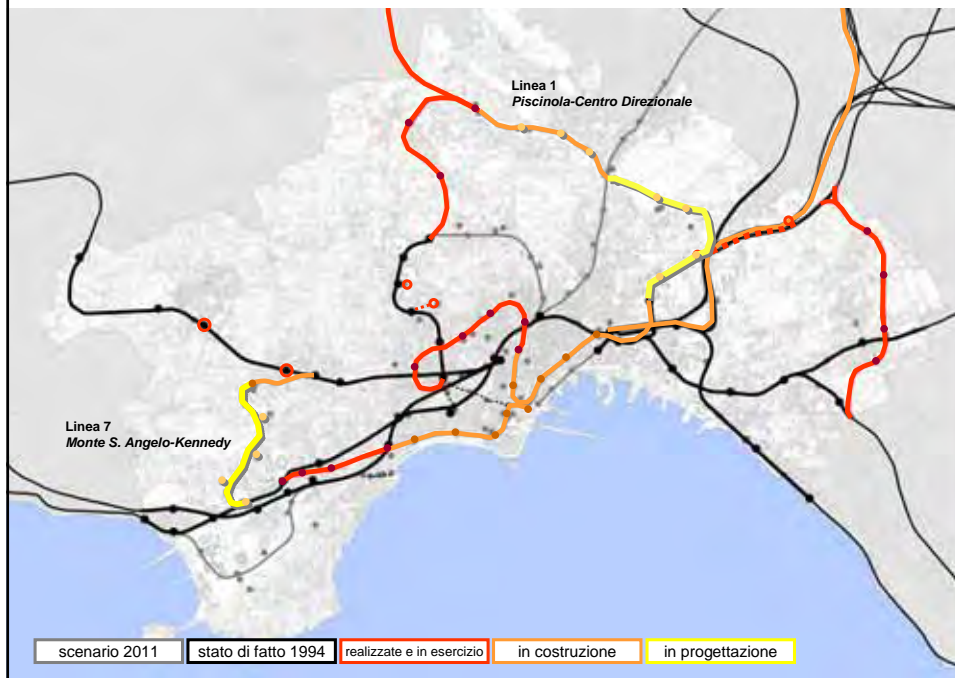 Linea 1
Piscinola-Centro Direzionale
Linea 7
Monte S. Angelo-Kennedy
scenario 2011
stato di fatto 1994
realizzate e in esercizio
in costruzione
in progettazione